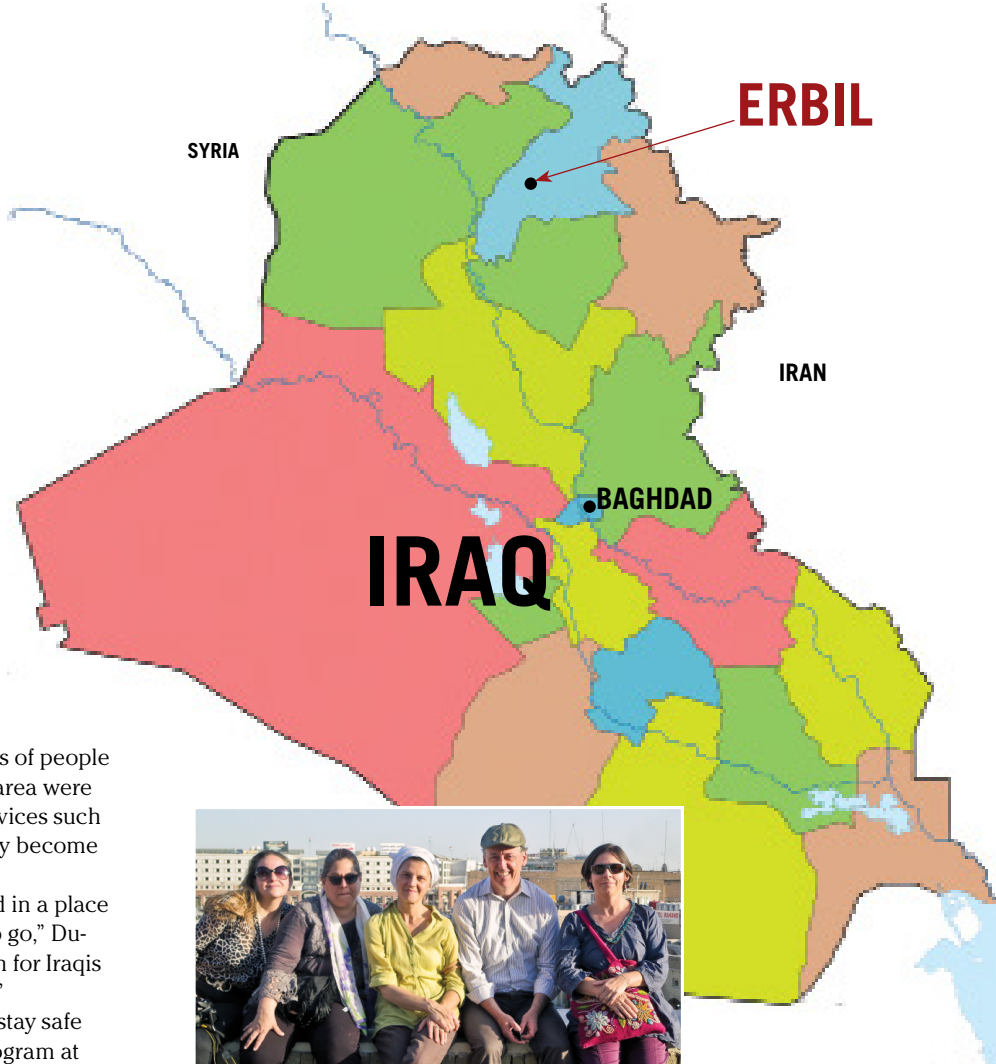 ERBIL
SYRIA
IRAN
BAGHDAD
IRAQ
s of people
area were
vices such
y become
d in a place
o go,” Du-
n for Iraqis
”
stay safe
ogram at